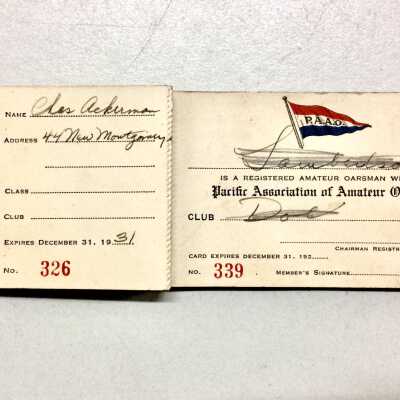 NAME Chas Ackerman
ADDRESS 44 New Montgomery
CLASS
CLUB
EXPIRES DECEMBER 31, 1931
No. 326
P.A.A.O.
IS A REGISTERED AMATEUR OARSMAN WI
Pacific Association of Amateur O
CLUB
CHAIRMAN REGISTR
CARD EXPIRES DECEMBER 31, 192
NO. 339 MEMBER'S SIGNATURE